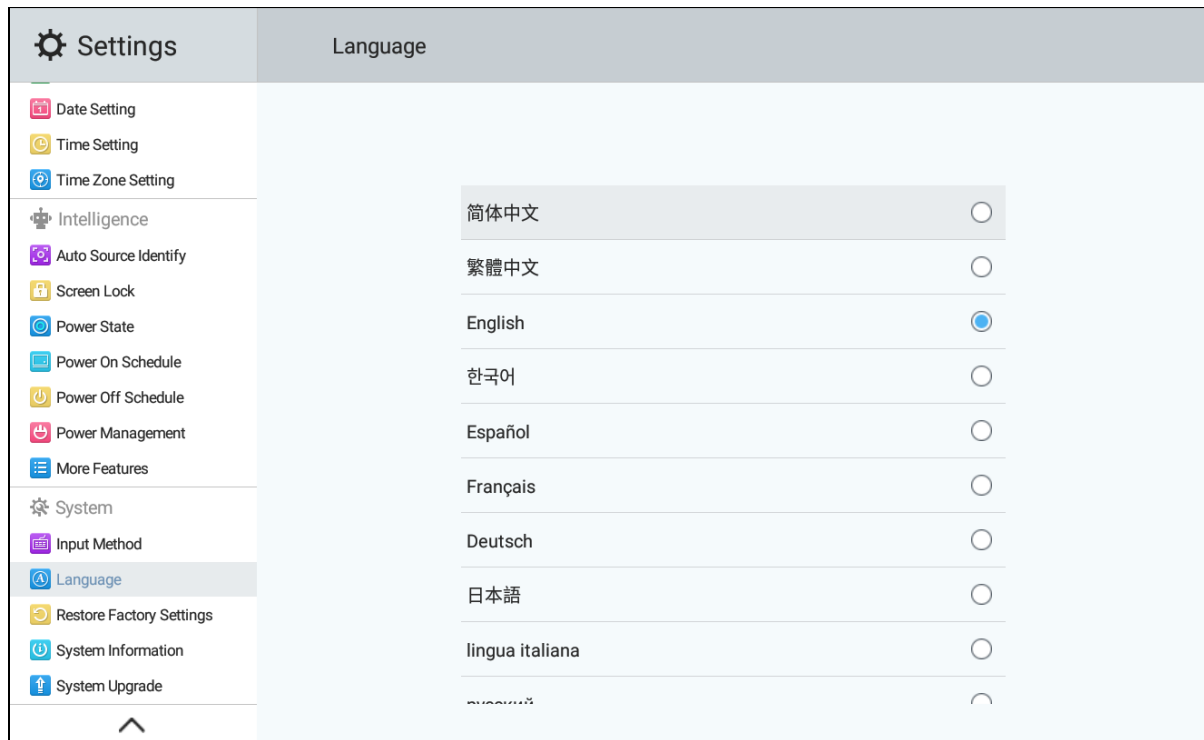 Settings
Language
Date Setting
Time Setting
Time Zone Setting
Intelligence
Auto Source Identify
Screen Lock
Power State
Power On Schedule
Power Off Schedule
Power Management
More Features
System
Input Method
Language
Restore Factory Settings
System Information
System Upgrade
简体中文
繁體中文
English
한국어
Español
Français
Deutsch
日本語
lingua italiana
русский